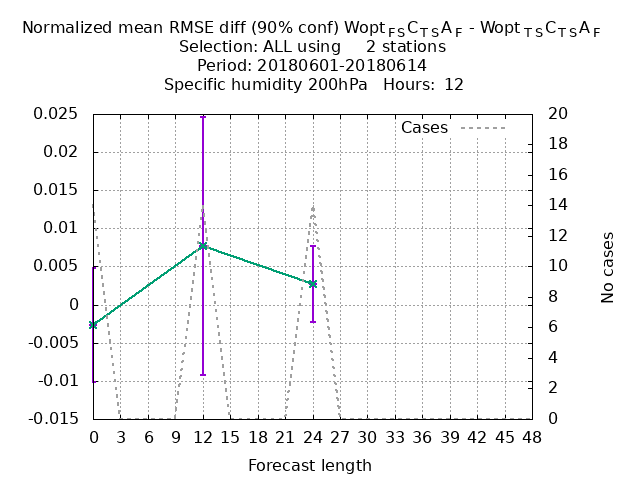 Normalized mean RMSE diff (90% conf) Wopt FS C TS A F - Wopt TS C TS A F
Selection: ALL using 2 stations
Period: 20180601-20180614
Specific humidity 200hPa Hours: 12
Cases
0.025
0.02
0.015
0.01
0.005
0
-0.005
-0.01
-0.015
20
18
16
14
12
10
8
6
4
2
0
No cases
0 3 6 9 12 15 18 21 24 27 30 33 36 39 42 45 48
Forecast length